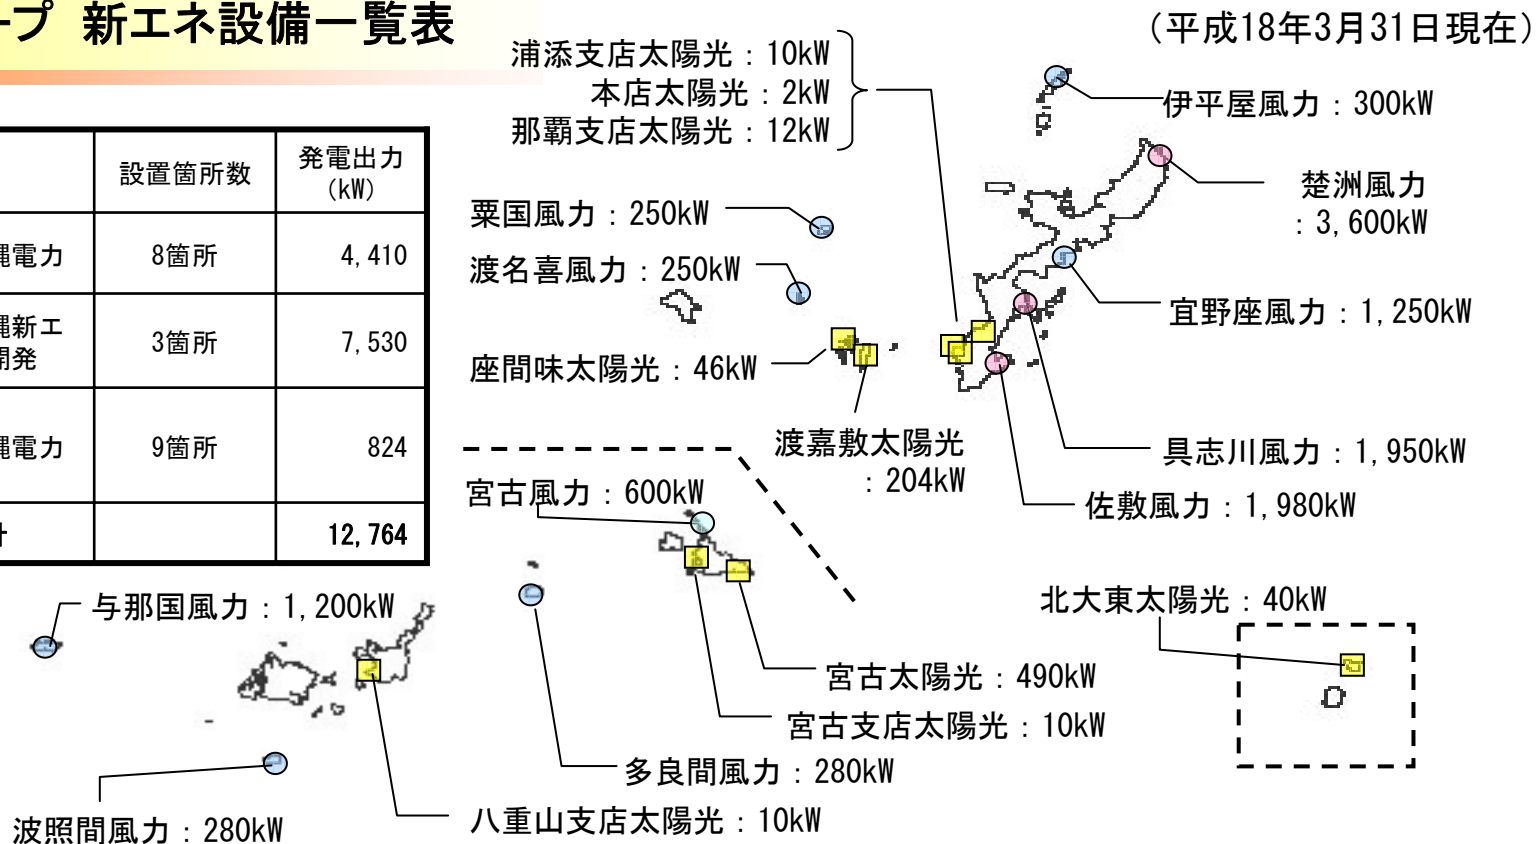 ープ 新エネ設備一覧表
(平成18年3月31日現在)
設置箇所数
発電出力
(kW)
縄電力
8箇所
4,410
縄新エ
開発
3箇所
7,530
縄電力
9箇所
824
計
12,764
浦添支店太陽光:10kW
本店太陽光:2kW
那覇支店太陽光:12kW
伊平屋風力:300kW
楚洲風力
:3,600kW
粟国風力:250kW
渡名喜風力:250kW
宜野座風力:1,250kW
座間味太陽光:46kW
渡嘉敷太陽光
:204kW
具志川風力:1,950kW
佐敷風力:1,980kW
宮古風力:600kW
与那国風力:1,200kW
北大東太陽光:40kW
宮古太陽光:490kW
宮古支店太陽光:10kW
多良間風力:280kW
八重山支店太陽光:10kW
波照間風力:280kW